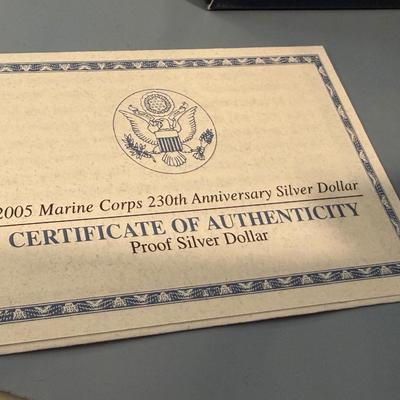 2005 Marine Corps 230th Anniversary Silver Dollar
CERTIFICATE OF AUTHENTICITY
Proof Silver Dollar